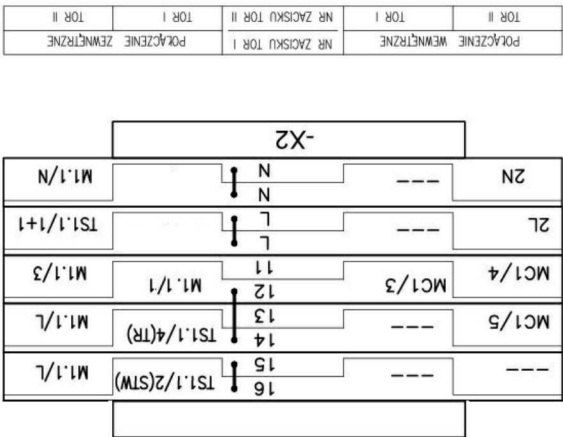 --- --- 16 TS1.1/2(STW) M1.1/L
15
MC1/5 --- 14 TS1.1/4(TR) M1.1/L
13
MC1/4 MC1/3 12 M1.1/1 M1.1/3
11
2L --- L TS1.1/1+1
L
2N --- N M1.1/N
N
-X2
POŁĄCZENIE WEWNĘTRZNE NR ZACISKU TOR I POŁĄCZENIE ZEWNĘTRZNE
TOR II TOR I NR ZACISKU TOR II TOR I TOR II